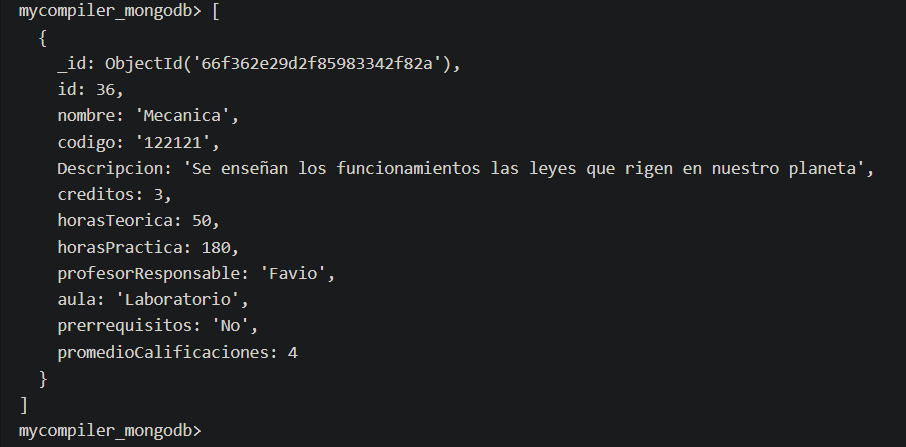 mycompiler_mongodb> [
  {
    _id: ObjectId('66f362e29d2f85983342f82a'),
    id: 36,
    nombre: 'Mecanica',
    codigo: '122121',
    Descripcion: 'Se enseñan los funcionamientos las leyes que rigen en nuestro planeta',
    creditos: 3,
    horasTeorica: 50,
    horasPractica: 180,
    profesorResponsable: 'Favio',
    aula: 'Laboratorio',
    prerrequisitos: 'No',
    promedioCalificaciones: 4
  }
]
mycompiler_mongodb>